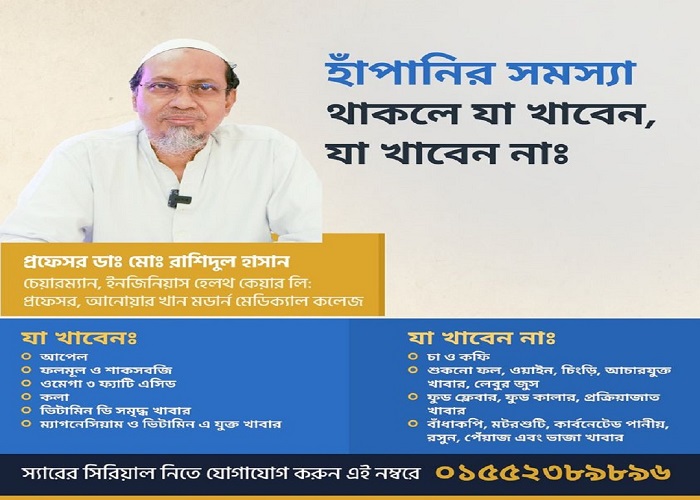 হাঁপানির সমস্যা
থাকলে যা খাবেন,
যা খাবেন নাঃ
প্রফেসর ডাঃ মোঃ রাশিদুল হাসান
চেয়ারম্যান, ইনজিনিয়াস হেলথ কেয়ার লি:
প্রফেসর, আনোয়ার খান মডার্ন মেডিক্যাল কলেজ
যা খাবেনঃ
আপেল
ফলমূল ও শাকসবজি
ওমেগা ৩ ফ্যাটি এসিড
কলা
ভিটামিন ডি সমৃদ্ধ খাবার
ম্যাগনেসিয়াম ও ভিটামিন এ যুক্ত খাবার
যা খাবেন নাঃ
চা ও কফি
শুকনো ফল, ওয়াইন, চিংড়ি, আচারযুক্ত
খাবার, লেবুর জুস
ফুড ফ্লেবার, ফুড কালার, প্রক্রিয়াজাত
খাবার
বাঁধাকপি, মটরশুটি, কার্বনেটেড পানীয়,
রসুন, পেঁয়াজ এবং ভাজা খাবার
স্যারের সিরিয়াল নিতে যোগাযোগ করুন এই নম্বরে ০১৫৫২৩৮৯৮৯৬